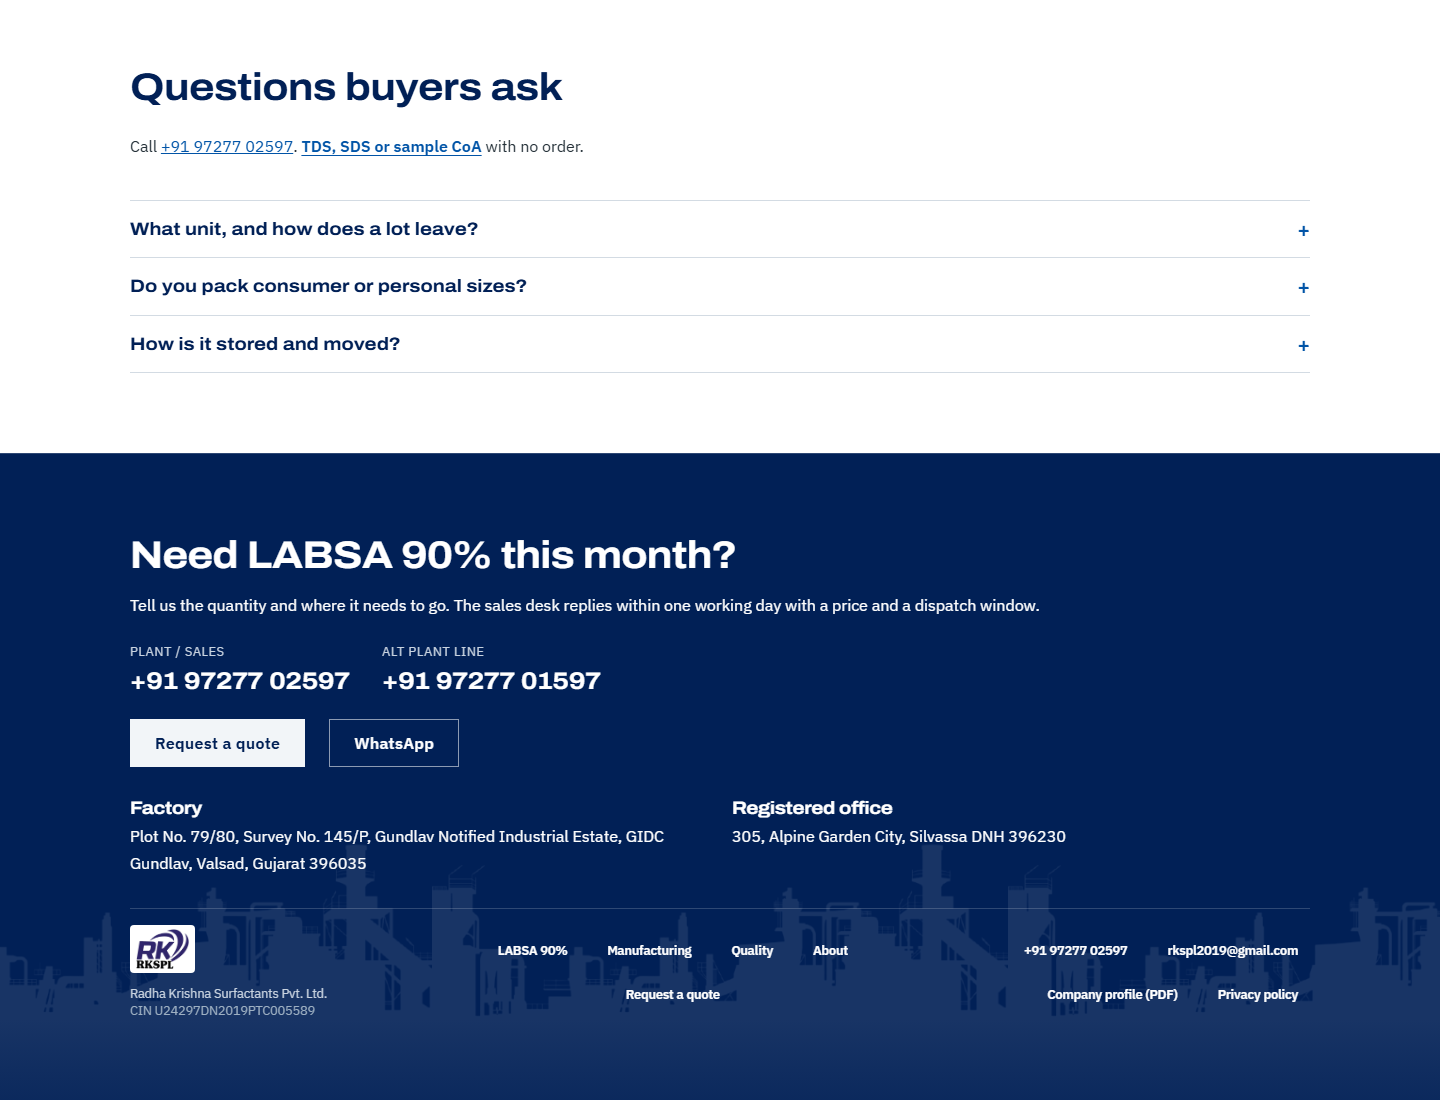 Questions buyers ask
Call +91 97277 02597. TDS, SDS or sample CoA with no order.
What unit, and how does a lot leave? +
Do you pack consumer or personal sizes? +
How is it stored and moved? +
Need LABSA 90% this month?
Tell us the quantity and where it needs to go. The sales desk replies within one working day with a price and a dispatch window.
PLANT / SALES ALT PLANT LINE
+91 97277 02597 +91 97277 01597
Request a quote WhatsApp
Factory
Plot No. 79/80, Survey No. 145/P, Gundlav Notified Industrial Estate, GIDC
Gundlav, Valsad, Gujarat 396035
Registered office
305, Alpine Garden City, Silvassa DNH 396230
RK
RKSPL
Radha Krishna Surfactants Pvt. Ltd.
CIN U24297DN2019PTC005589
LABSA 90% Manufacturing Quality About
Request a quote
+91 97277 02597 rkspl2019@gmail.com
Company profile (PDF) Privacy policy